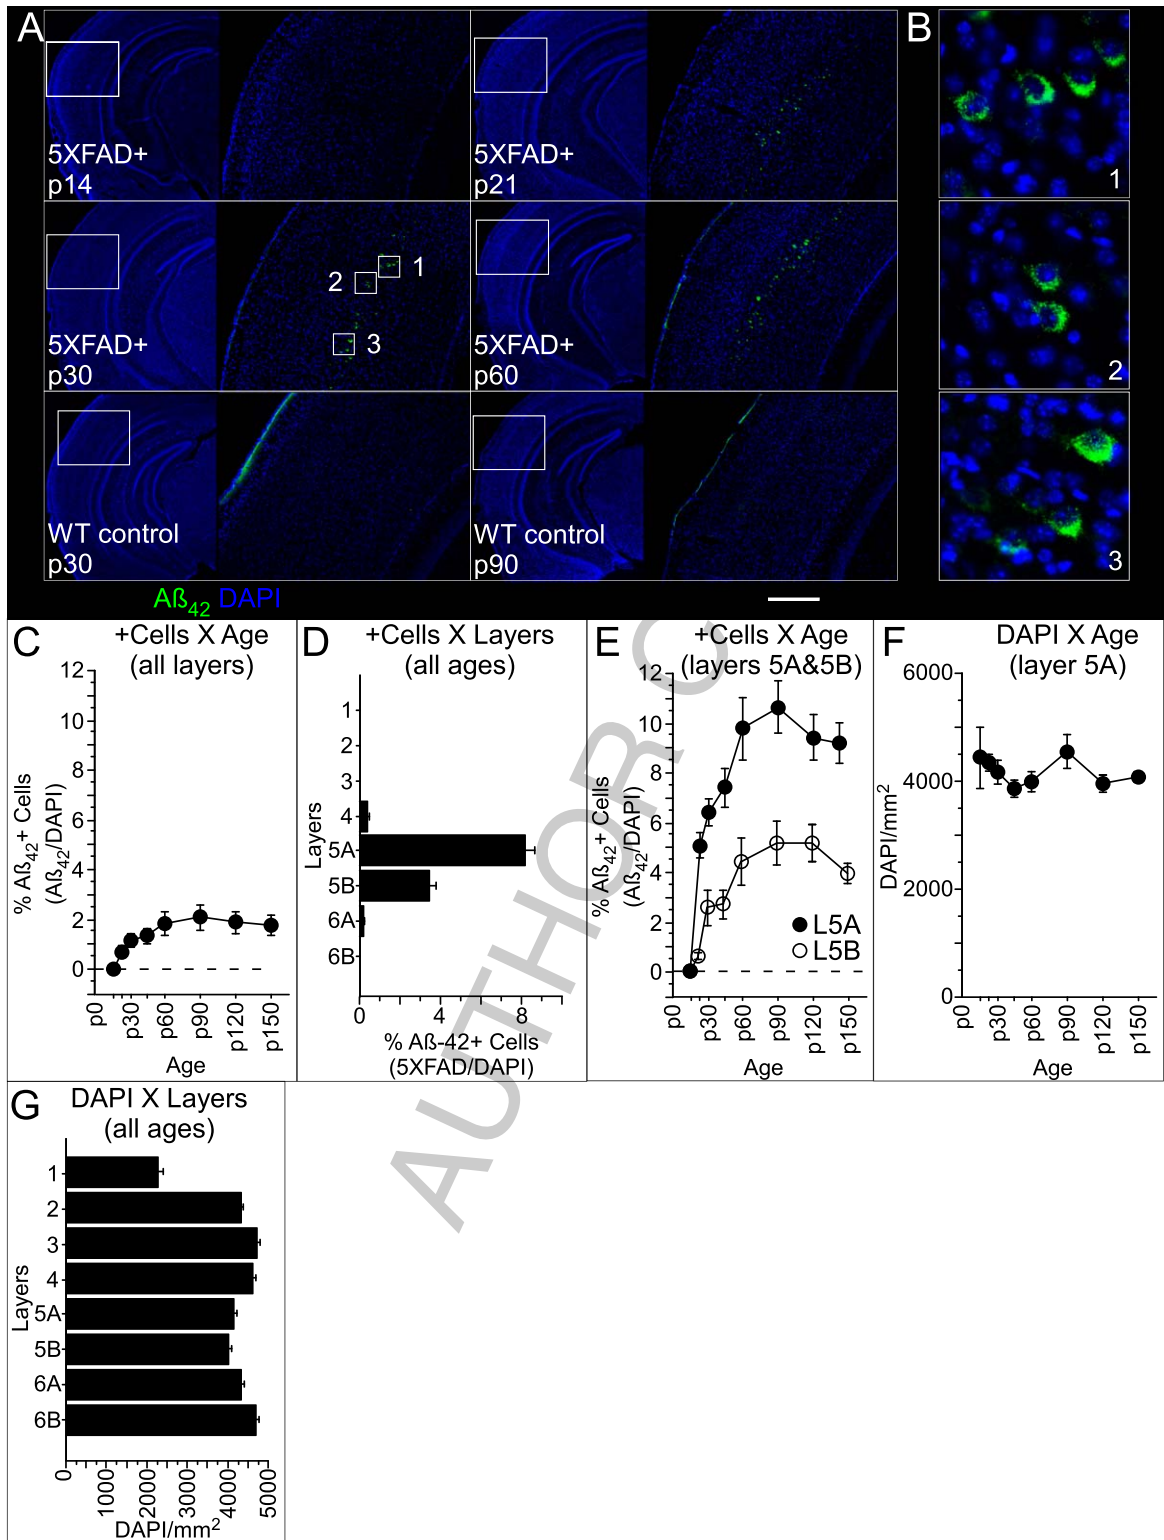 A
5XFAD+
p14
5XFAD+
p21
5XFAD+
p30
1
2
3
5XFAD+
p60
WT control
p30
WT control
p90
Aß42 DAPI
B
1
2
3
C
+Cells X Age
(all layers)
% Aß42+ Cells
(Aß42/DAPI)
12
10
8
6
4
2
0
p0
p30
p60
p90
p120
p150
Age
D
+Cells X Layers
(all ages)
Layers
1
2
3
4
5A
5B
6A
6B
0
4
8
% Aß-42+ Cells
(5XFAD/DAPI)
E
+Cells X Age
(layers 5A&5B)
% Aß42+ Cells
(Aß42/DAPI)
12
10
8
6
4
2
0
L5A
L5B
p0
p30
p60
p90
p120
p150
Age
F
DAPI X Age
(layer 5A)
DAPI/mm2
6000
4000
2000
0
p0
p30
p60
p90
p120
p150
Age
G
DAPI X Layers
(all ages)
Layers
1
2
3
4
5A
5B
6A
6B
0
1000
2000
3000
4000
5000
DAPI/mm2
AUTHOR C